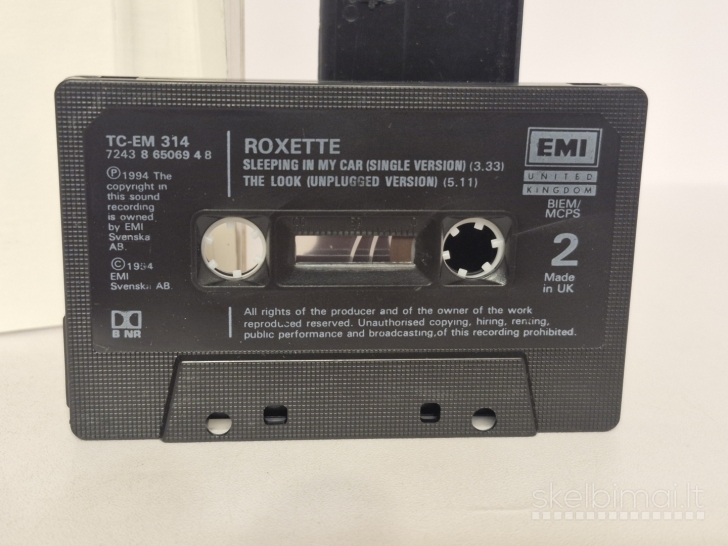 TC-EM 314
7243 8 65069 4 8
Ⓟ 1994 The
copyright in
this sound
recording
is owned
by EMI
Svenska
AB.
© 1994
EMI
Svenska AB
B NR
ROXETTE
SLEEPING IN MY CAR (SINGLE VERSION) (3.33)
THE LOOK (UNPLUGGED VERSION) (5.11)
EMI
UNITED
KINGDOM
BIEM/
MCPS
2
Made
in UK
All rights of the producer and of the owner of the work
reproduced reserved. Unauthorised copying, hiring, renting,
public performance and broadcasting, of this recording prohibited.
skelbimai.lt